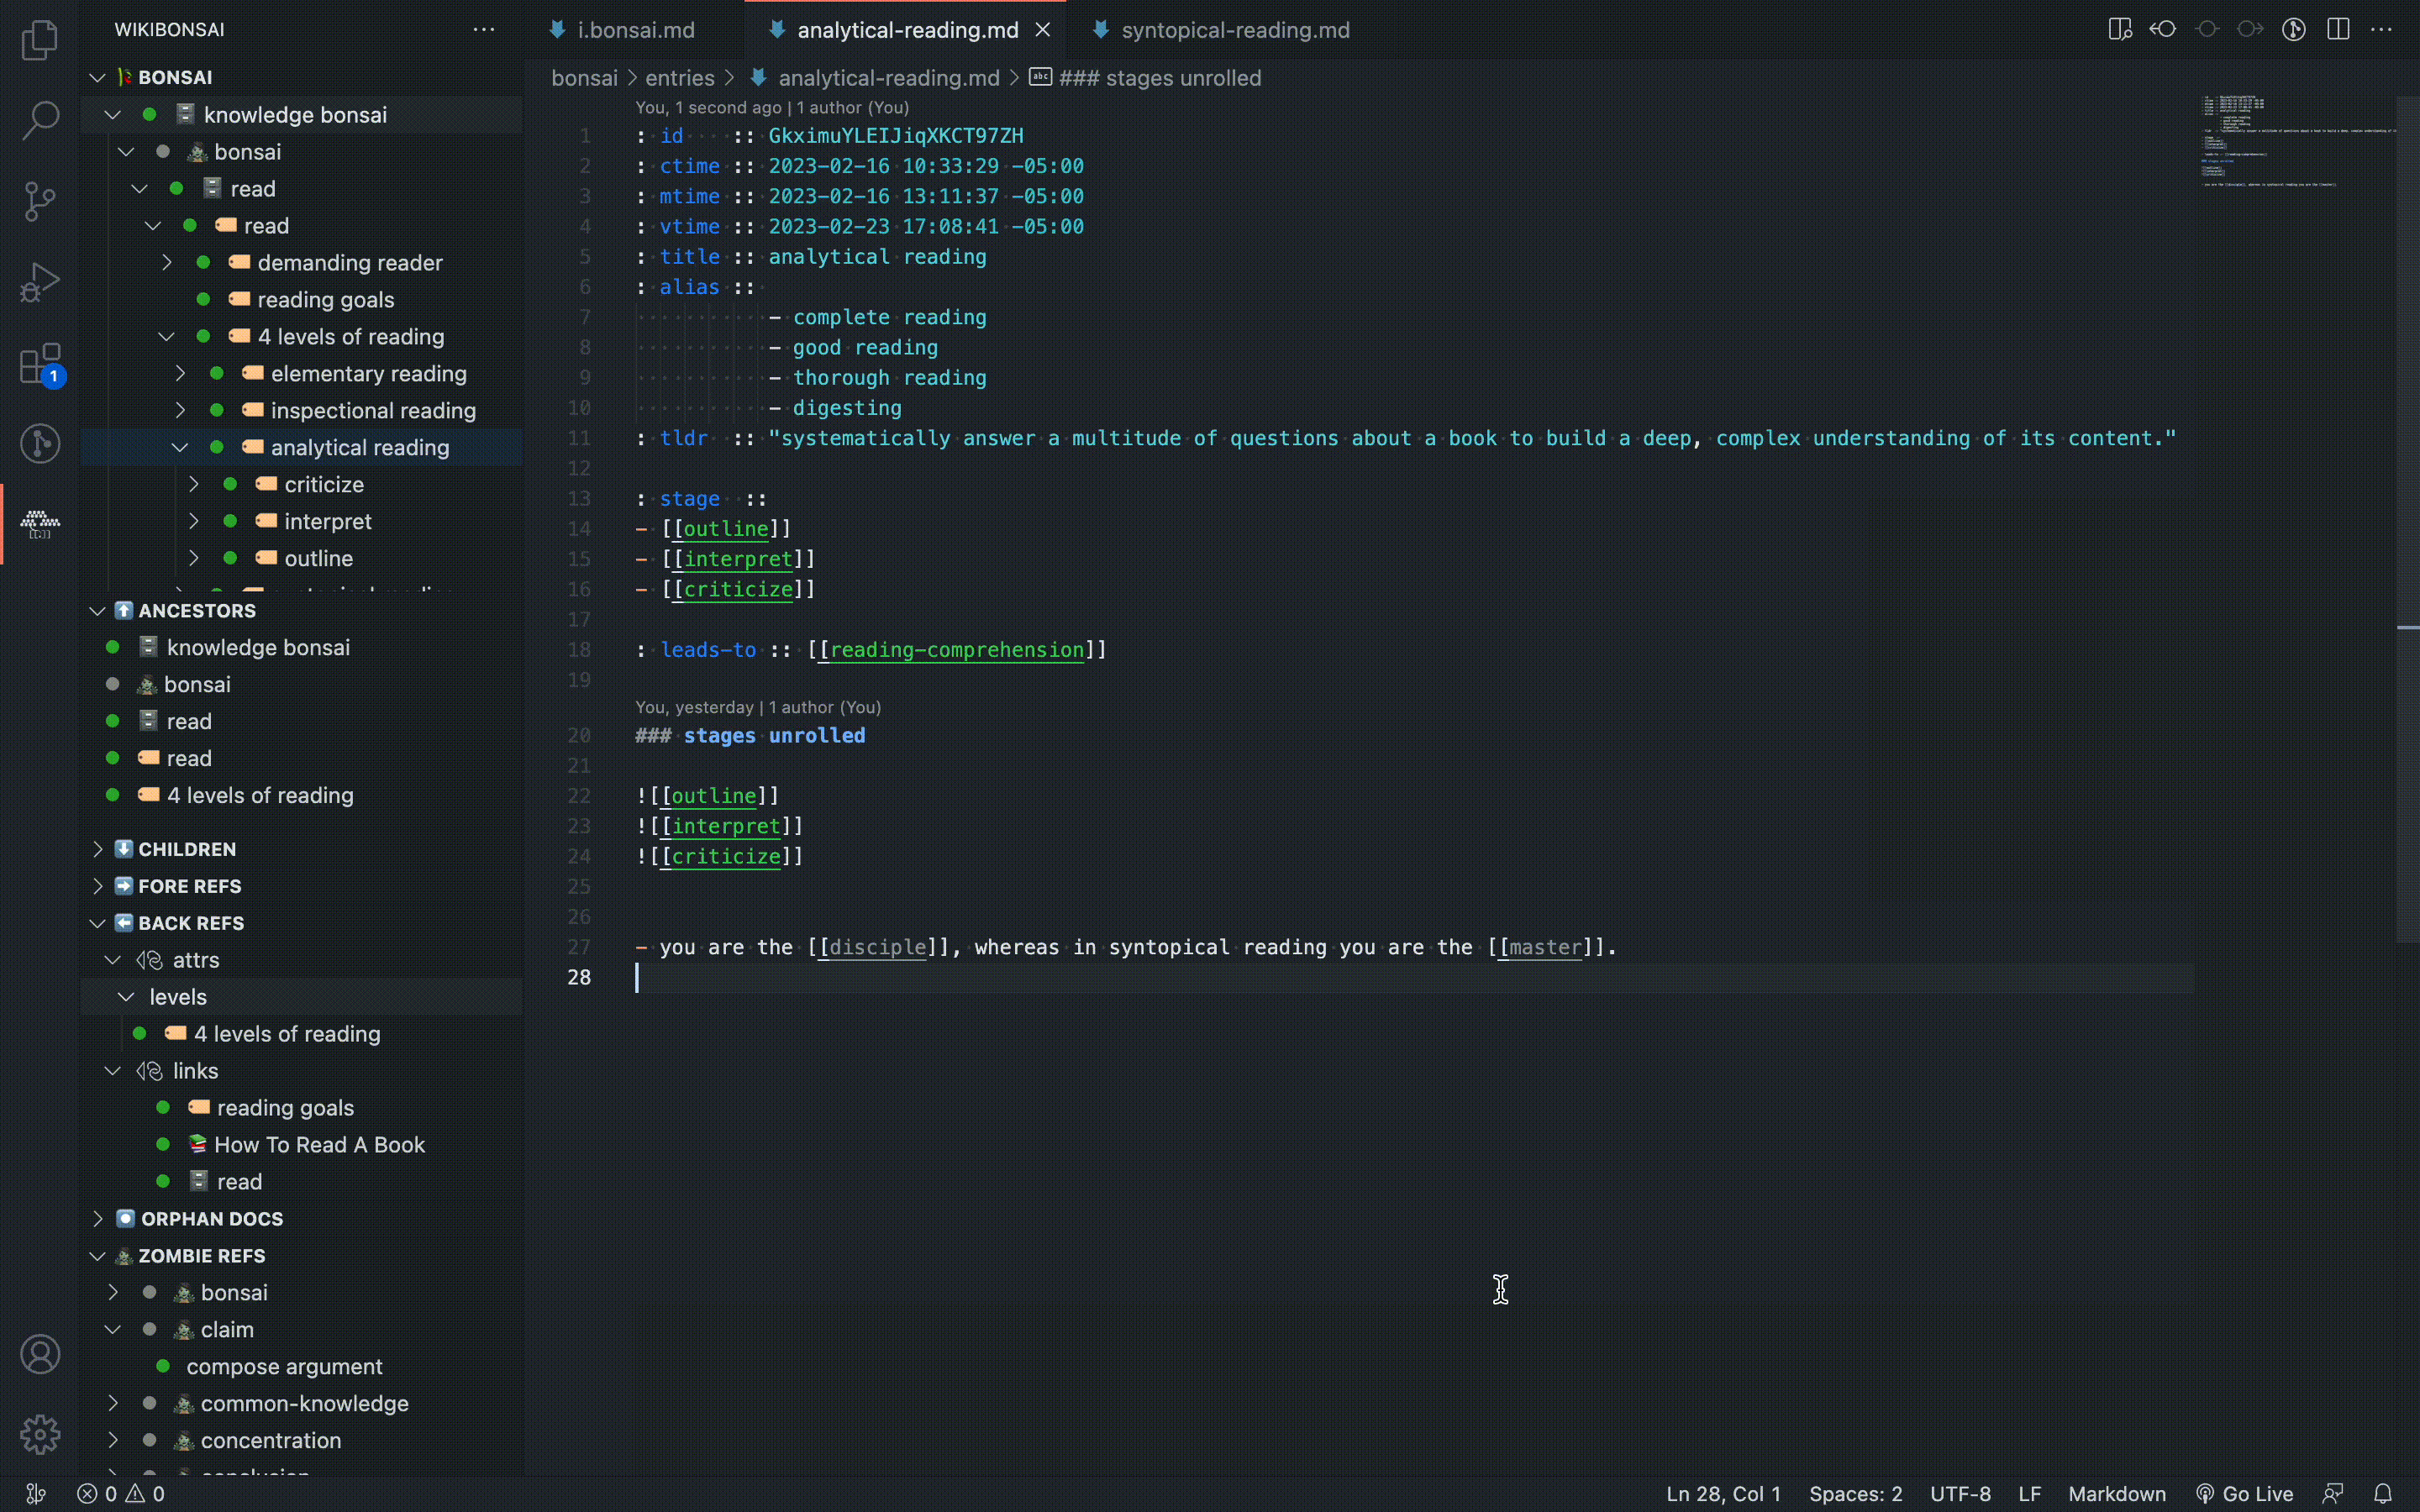 WIKIBONSAI
BONSAI
knowledge bonsai
bonsai
read
read
demanding reader
reading goals
4 levels of reading
elementary reading
inspectional reading
analytical reading
criticize
interpret
outline
ANCESTORS
knowledge bonsai
bonsai
read
read
4 levels of reading
CHILDREN
FORE REFS
BACK REFS
attrs
levels
4 levels of reading
links
reading goals
How To Read A Book
read
ORPHAN DOCS
ZOMBIE REFS
bonsai
claim
compose argument
common-knowledge
concentration
1
i.bonsai.md
analytical-reading.md
syntopical-reading.md
bonsai > entries > analytical-reading.md > abc ### stages unrolled
You, 1 second ago | 1 author (You)
1 : id :: GkximuYLEIJiqXKCT97ZH
2 : ctime :: 2023-02-16 10:33:29 -05:00
3 : mtime :: 2023-02-16 13:11:37 -05:00
4 : vtime :: 2023-02-23 17:08:41 -05:00
5 : title :: analytical reading
6 : alias ::
7 - complete reading
8 - good reading
9 - thorough reading
10 - digesting
11 : tldr :: "systematically answer a multitude of questions about a book to build a deep, complex understanding of its content."
12
13 : stage ::
14 - [[outline]]
15 - [[interpret]]
16 - [[criticize]]
17
18 : leads-to :: [[reading-comprehension]]
19
You, yesterday | 1 author (You)
20 ### stages unrolled
21
22 ![[outline]]
23 ![[interpret]]
24 ![[criticize]]
25
26
27 - you are the [[disciple]], whereas in syntopical reading you are the [[master]].
28
0 0
Ln 28, Col 1 Spaces: 2 UTF-8 LF Markdown Go Live